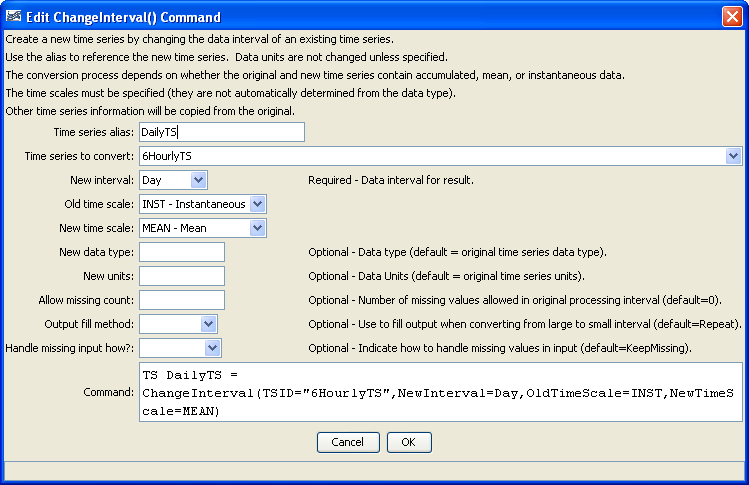 Edit ChangeInterval() Command
Create a new time series by changing the data interval of an existing time series.
Use the alias to reference the new time series.  Data units are not changed unless specified.
The conversion process depends on whether the original and new time series contain accumulated, mean, or instantaneous data.
The time scales must be specified (they are not automatically determined from the data type).
Other time series information will be copied from the original.
Time series alias: DailyTS
Time series to convert: 6HourlyTS
New interval: Day Required - Data interval for result.
Old time scale: INST - Instantaneous
New time scale: MEAN - Mean
New data type: Optional - Data type (default = original time series data type).
New units: Optional - Data Units (default = original time series units).
Allow missing count: Optional - Number of missing values allowed in original processing interval (default=0).
Output fill method: Optional - Use to fill output when converting from large to small interval (default=Repeat).
Handle missing input how?: Optional - Indicate how to handle missing values in input (default=KeepMissing).
TS DailyTS =
ChangeInterval(TSID="6HourlyTS",NewInterval=Day,OldTimeScale=INST,NewTimeS
Command: cale=MEAN)
Cancel OK